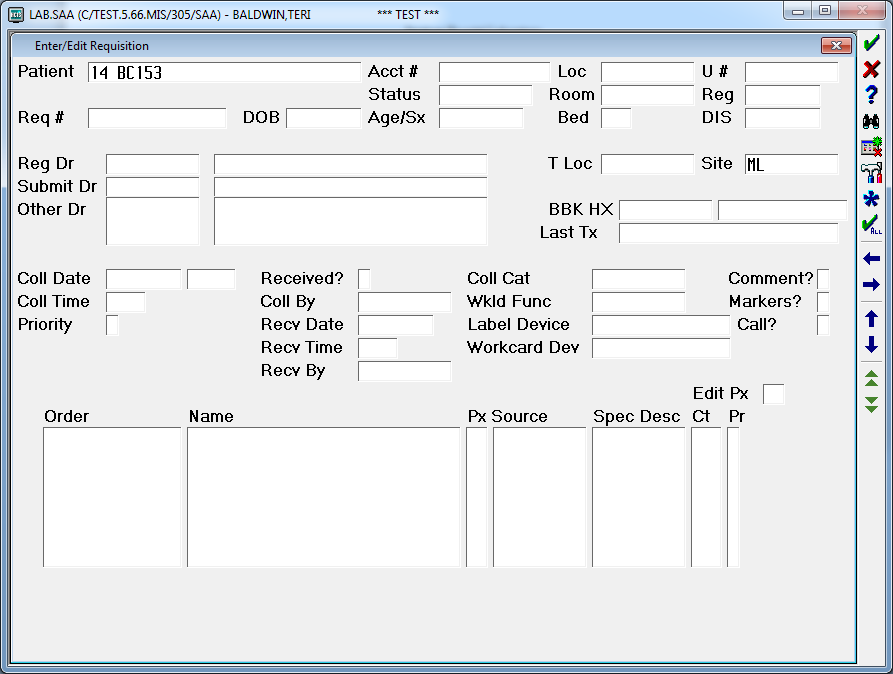 LAB.SAA (C/TEST.5.66.MIS/305/SAA) - BALDWIN,TERI *** TEST ***
Enter/Edit Requisition
Patient 14 BC153 Acct # Loc U #
Status Room Reg
Req # DOB Age/Sx Bed DIS
Reg Dr T Loc Site ML
Submit Dr
Other Dr BBK HX
Last Tx
Coll Date Received? Coll Cat Comment?
Coll Time Coll By Wkld Func Markers?
Priority Recv Date Label Device Call?
Recv Time Workcard Dev
Recv By
Edit Px
Order Name Px Source Spec Desc Ct Pr
ALL